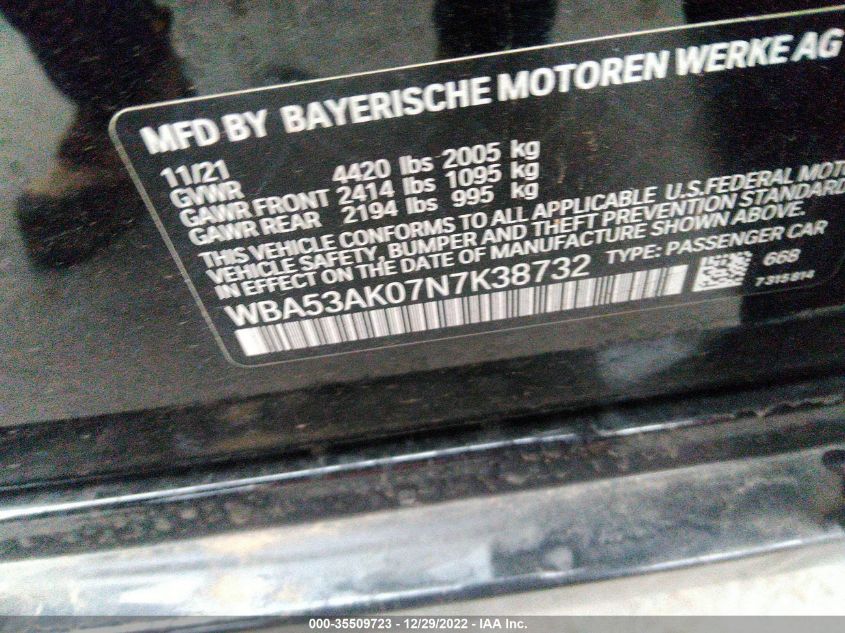 MFD BY BAYERISCHE MOTOREN WERKE AG
11/21
GVWR 4420 lbs 2005 kg
GAWR FRONT 2414 lbs 1095 kg
GAWR REAR 2194 lbs 995 kg
THIS VEHICLE CONFORMS TO ALL APPLICABLE U.S.FEDERAL MOTO
VEHICLE SAFETY, BUMPER AND THEFT PREVENTION STANDARD
IN EFFECT ON THE DATE OF MANUFACTURE SHOWN ABOVE.
WBA53AK07N7K38732 TYPE: PASSENGER CAR
668
7 315 814
000-35509723 - 12/29/2022 - IAA Inc.